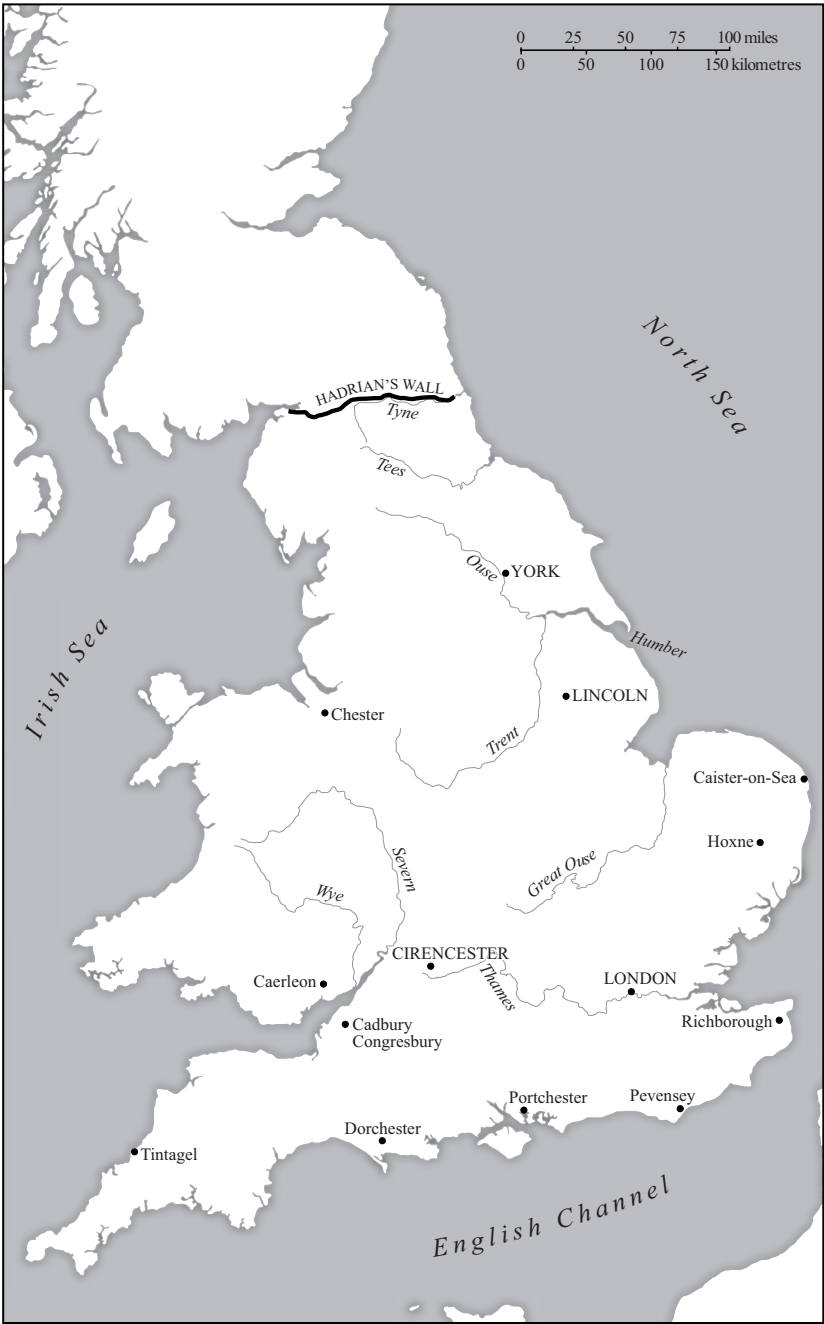 0 25 50 75 100 miles
0 50 100 150 kilometres
North Sea
HADRIAN'S WALL
Tyne
Tees
Ouse
YORK
Humber
Irish Sea
LINCOLN
Chester
Trent
Caister-on-Sea
Hoxne
Severn
Great Ouse
Wye
CIRENCESTER
Thames
LONDON
Caerleon
Richborough
Cadbury
Congresbury
Portchester
Pevensey
Dorchester
Tintagel
English Channel